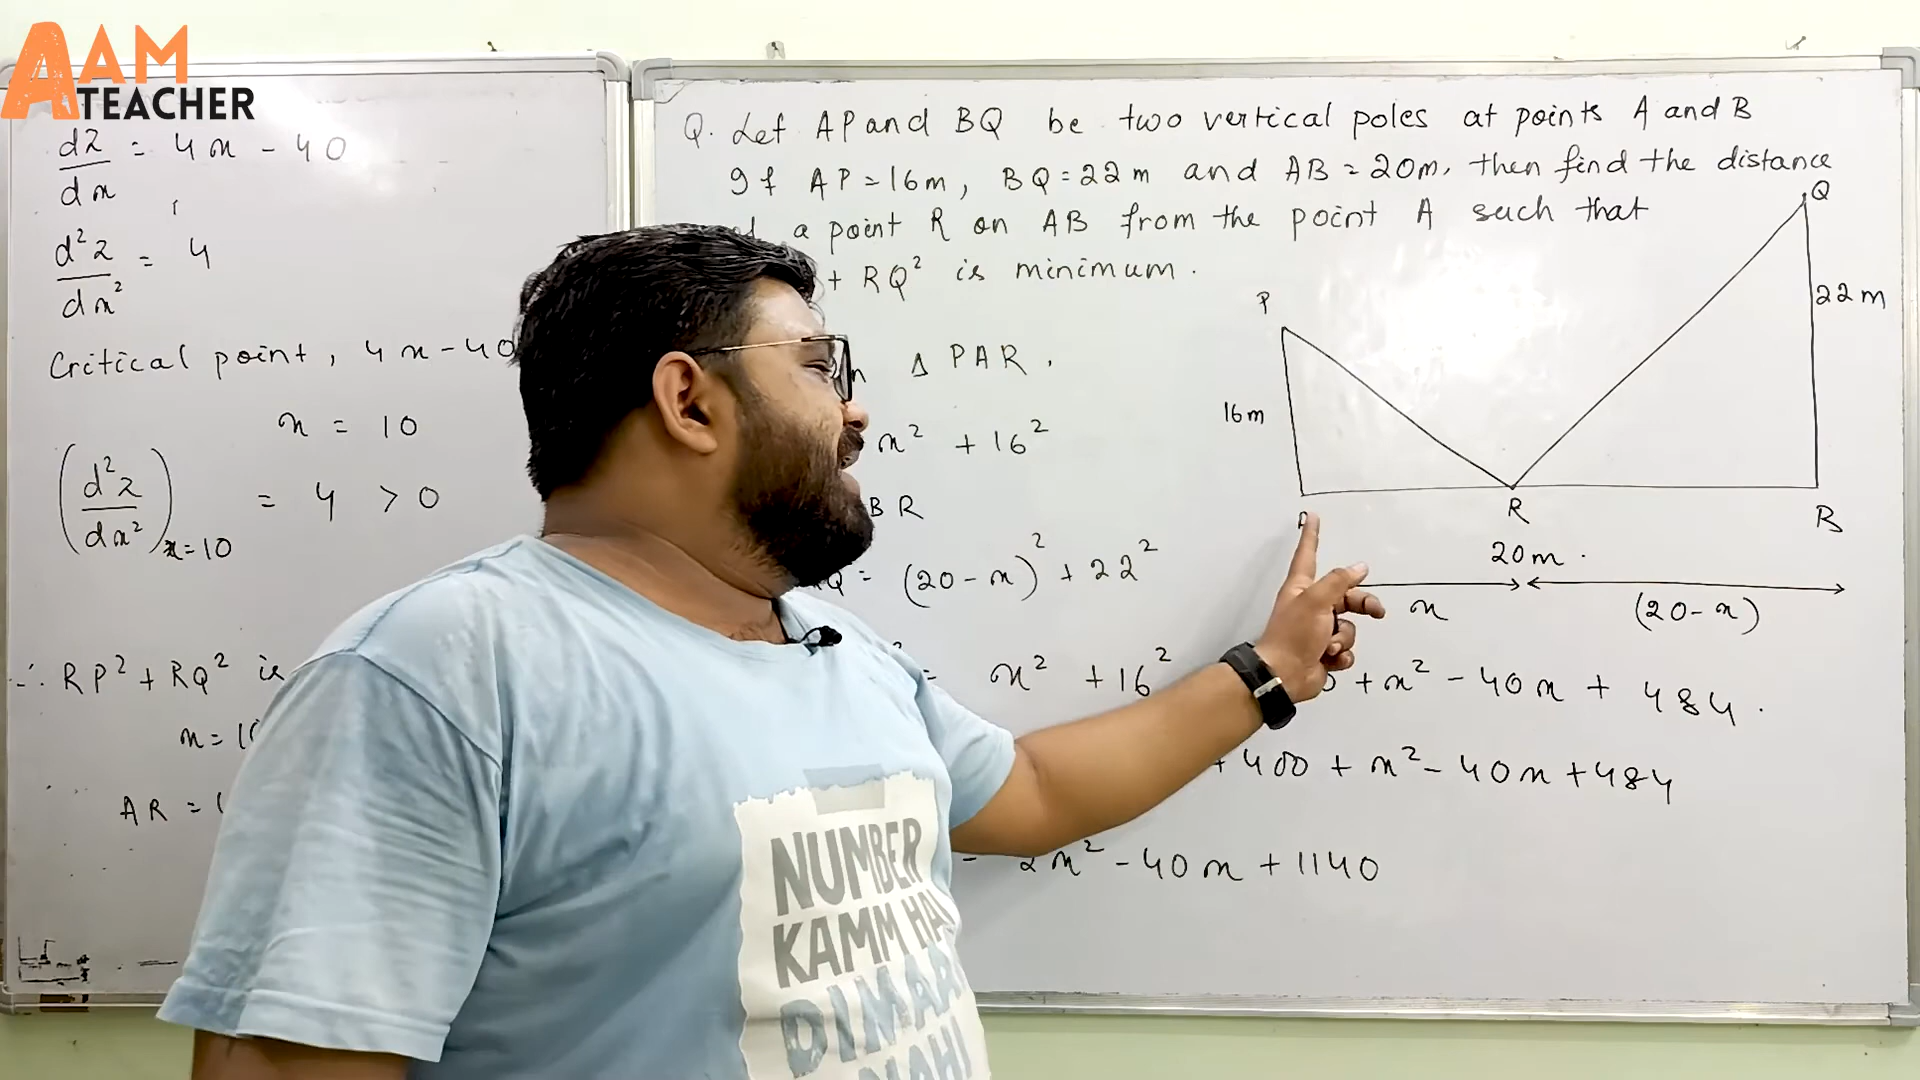 AAM
TEACHER
dz/dx = 4x - 40
d²z/dx² = 4
Critical point, 4x - 40
x = 10
(d²z/dx²)x=10 = 4 > 0
∴ RP² + RQ² is
x = 1
AR =
Q. Let AP and BQ be two vertical poles at points A and B
If AP = 16m, BQ = 22m and AB = 20m, then find the distance
a point R on AB from the point A such that
+ RQ² is minimum.
Δ PAR,
x² + 16²
BR
Q = (20-x)² + 22²
= x² + 16² + x² - 40x + 484.
+ 400 + x² - 40x + 484
= 2x² - 40x + 1140
P
Q
16m
22m
R
B
20m.
x
(20-x)
NUMBER
KAMM HAI
DIMAAG
NAHI